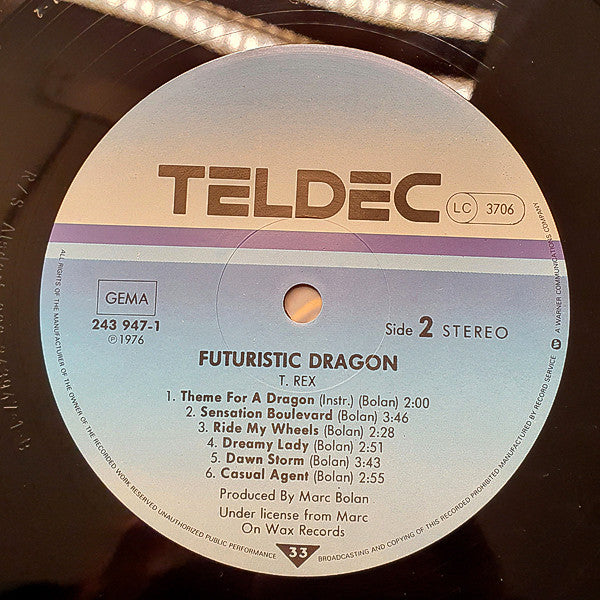 TELDEC
LC 3706
GEMA
243 947-1
℗ 1976
Side 2 STEREO
FUTURISTIC DRAGON
T. REX
1. Theme For A Dragon (Instr.) (Bolan) 2:00
2. Sensation Boulevard (Bolan) 3:46
3. Ride My Wheels (Bolan) 2:28
4. Dreamy Lady (Bolan) 2:51
5. Dawn Storm (Bolan) 3:43
6. Casual Agent (Bolan) 2:55
Produced By Marc Bolan
Under license from Marc
On Wax Records
33
ALL RIGHTS OF THE MANUFACTURER OF THE OWNER OF THE RECORDED WORK RESERVED UNAUTHORIZED PUBLIC PERFORMANCE
BROADCASTING AND COPYING OF THIS RECORD PROHIBITED MANUFACTURED BY RECORD SERVICE
A WARNER COMMUNICATIONS COMPANY